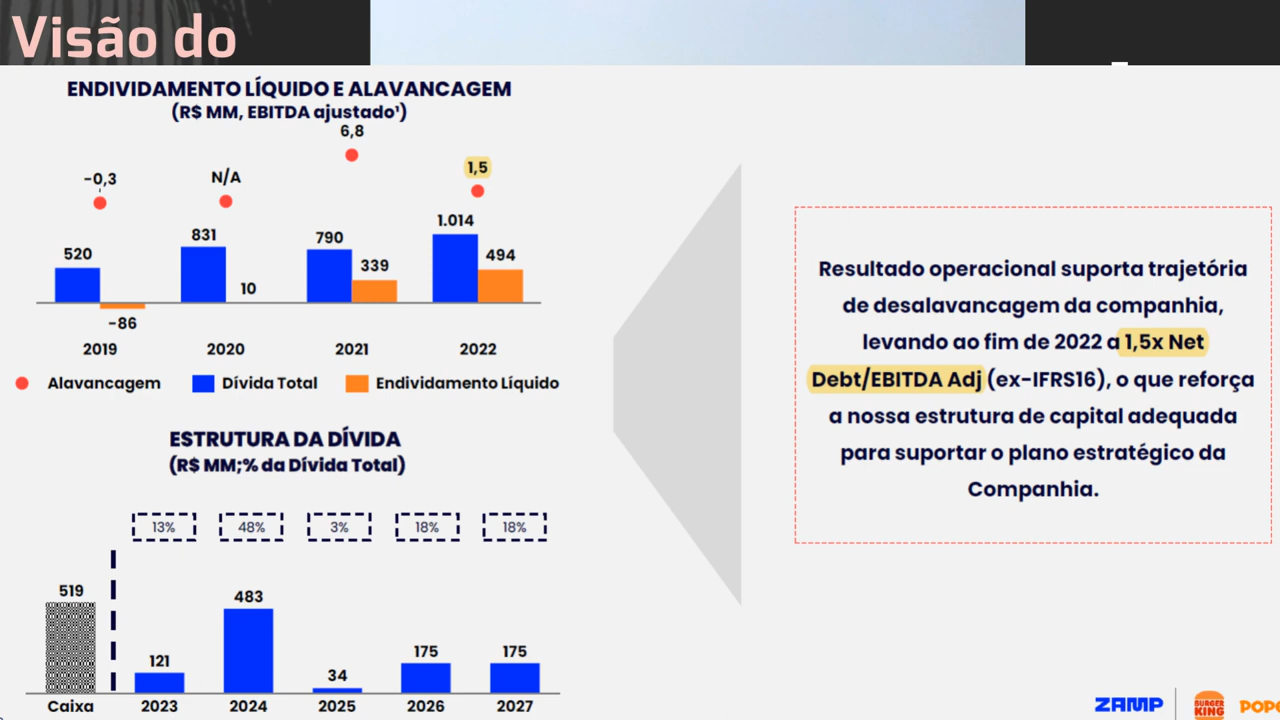 Visão do
ENDIVIDAMENTO LÍQUIDO E ALAVANCAGEM
(R$ MM, EBITDA ajustado¹)
6,8
1,5
-0,3
N/A
1.014
831
790
520
494
339
10
-86
2019 2020 2021 2022
Alavancagem Dívida Total Endividamento Líquido
ESTRUTURA DA DÍVIDA
(R$ MM;% da Dívida Total)
13% 48% 3% 18% 18%
519
483
121
34
175
175
Caixa 2023 2024 2025 2026 2027
Resultado operacional suporta trajetória
de desalavancagem da companhia,
levando ao fim de 2022 a 1,5x Net
Debt/EBITDA Adj (ex-IFRS16), o que reforça
a nossa estrutura de capital adequada
para suportar o plano estratégico da
Companhia.
ZAMP
BURGER
KING
POPE